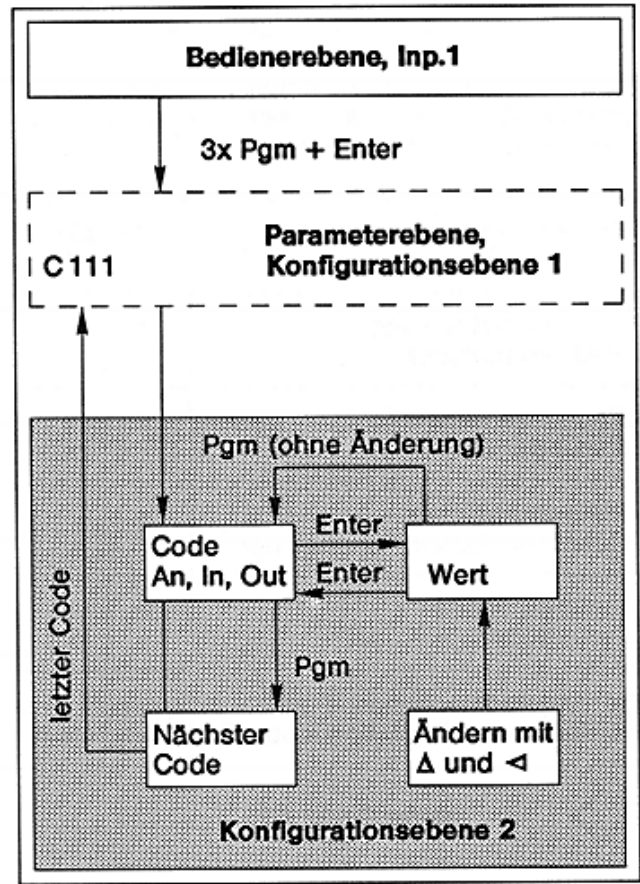 Bedienerebene, Inp.1
3x Pgm + Enter
Parameterebene,
C 111 Konfigurationsebene 1
Pgm (ohne Änderung)
Enter
Code
An, In, Out
Enter
Wert
letzter Code
Pgm
Nächster
Code
Ändern mit
Δ und ⊲
Konfigurationsebene 2